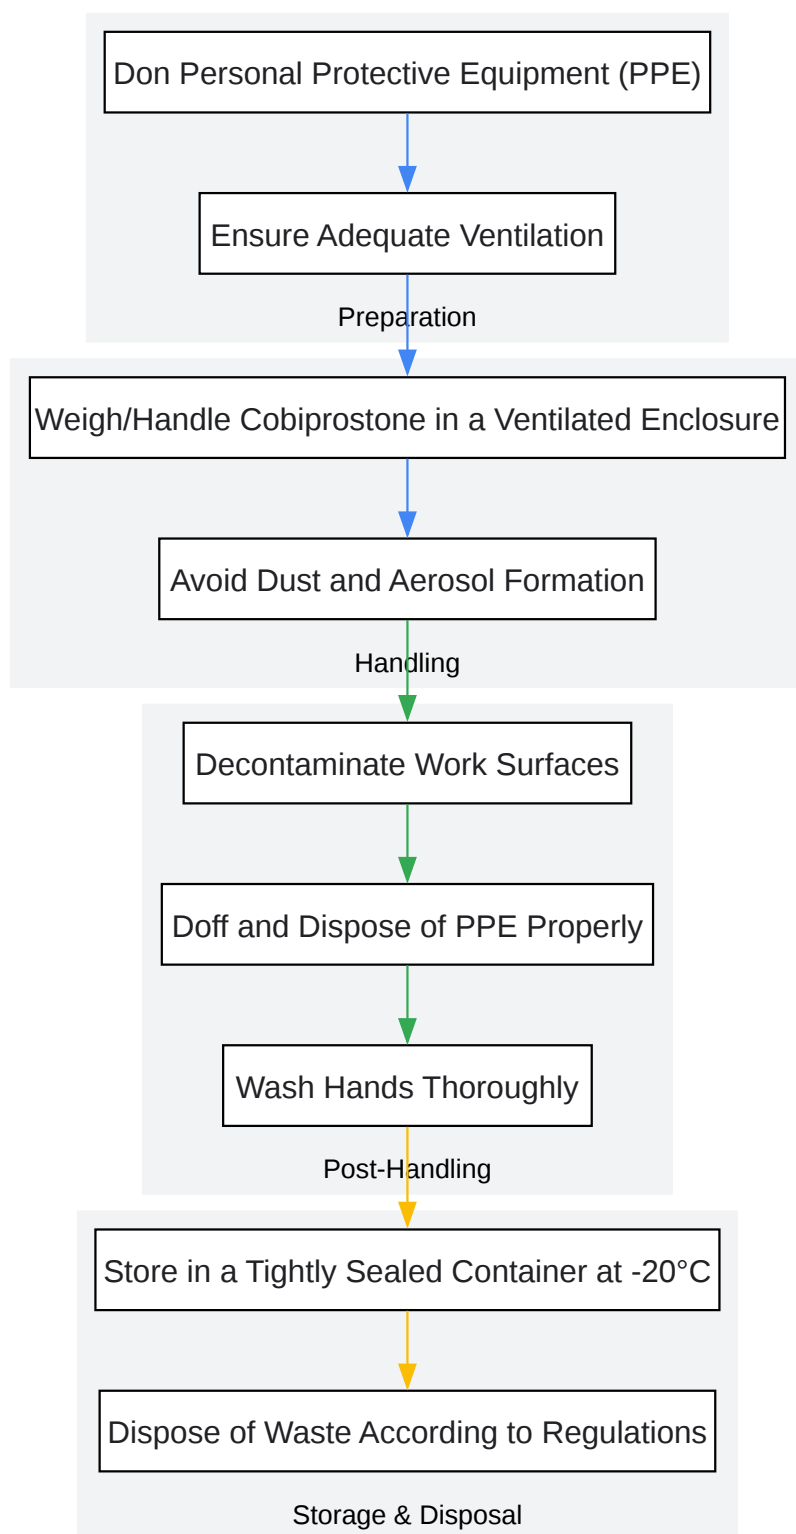 Don Personal Protective Equipment (PPE)
Ensure Adequate Ventilation
Preparation
Weigh/Handle Cobiprostone in a Ventilated Enclosure
Avoid Dust and Aerosol Formation
Handling
Decontaminate Work Surfaces
Doff and Dispose of PPE Properly
Wash Hands Thoroughly
Post-Handling
Store in a Tightly Sealed Container at -20°C
Dispose of Waste According to Regulations
Storage & Disposal